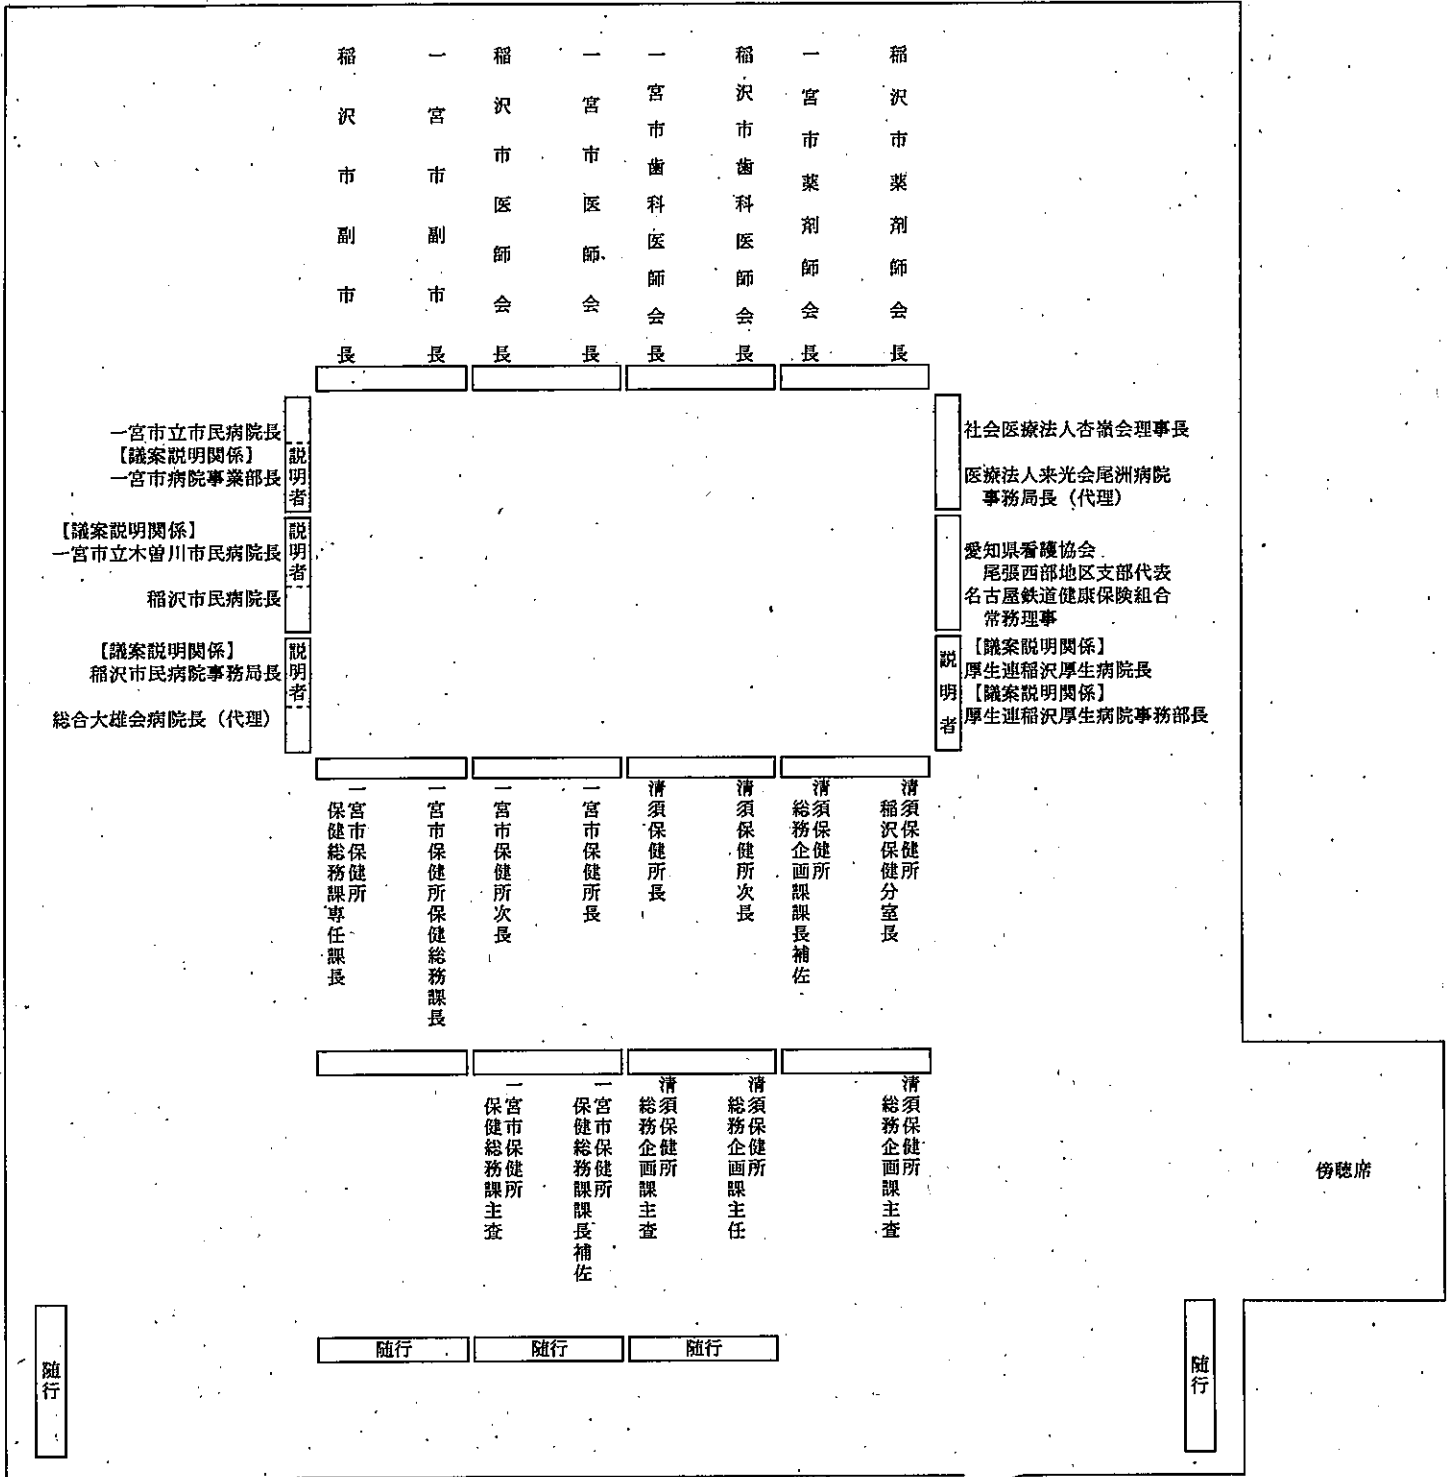 稲沢市副市長
一宮市副市長
稲沢市医師会長
一宮市医師会長
一宮市歯科医師会長
稲沢市歯科医師会長
一宮市薬剤師会長
稲沢市薬剤師会長
一宮市立市民病院長
【議案説明関係】
一宮市病院事業部長
説明者
【議案説明関係】
一宮市立木曽川市民病院長
説明者
稲沢市民病院長
【議案説明関係】
稲沢市民病院事務局長
説明者
総合大雄会病院長（代理）
社会医療法人杏嶺会理事長
医療法人来光会尾洲病院
事務局長（代理）
愛知県看護協会
尾張西部地区支部代表
名古屋鉄道健康保険組合
常務理事
説明者
【議案説明関係】
厚生連稲沢厚生病院長
【議案説明関係】
厚生連稲沢厚生病院事務部長
一宮市保健所
保健総務課専任課長
一宮市保健所保健総務課長
一宮市保健所次長
一宮市保健所長
清須保健所長
清須保健所次長
清須保健所
総務企画課課長補佐
清須保健所
稲沢保健分室長
一宮市保健所
保健総務課主査
一宮市保健所
保健総務課課長補佐
清須保健所
総務企画課主査
清須保健所
総務企画課主任
清須保健所
総務企画課主査
傍聴席
随行
随行
随行
随行
随行